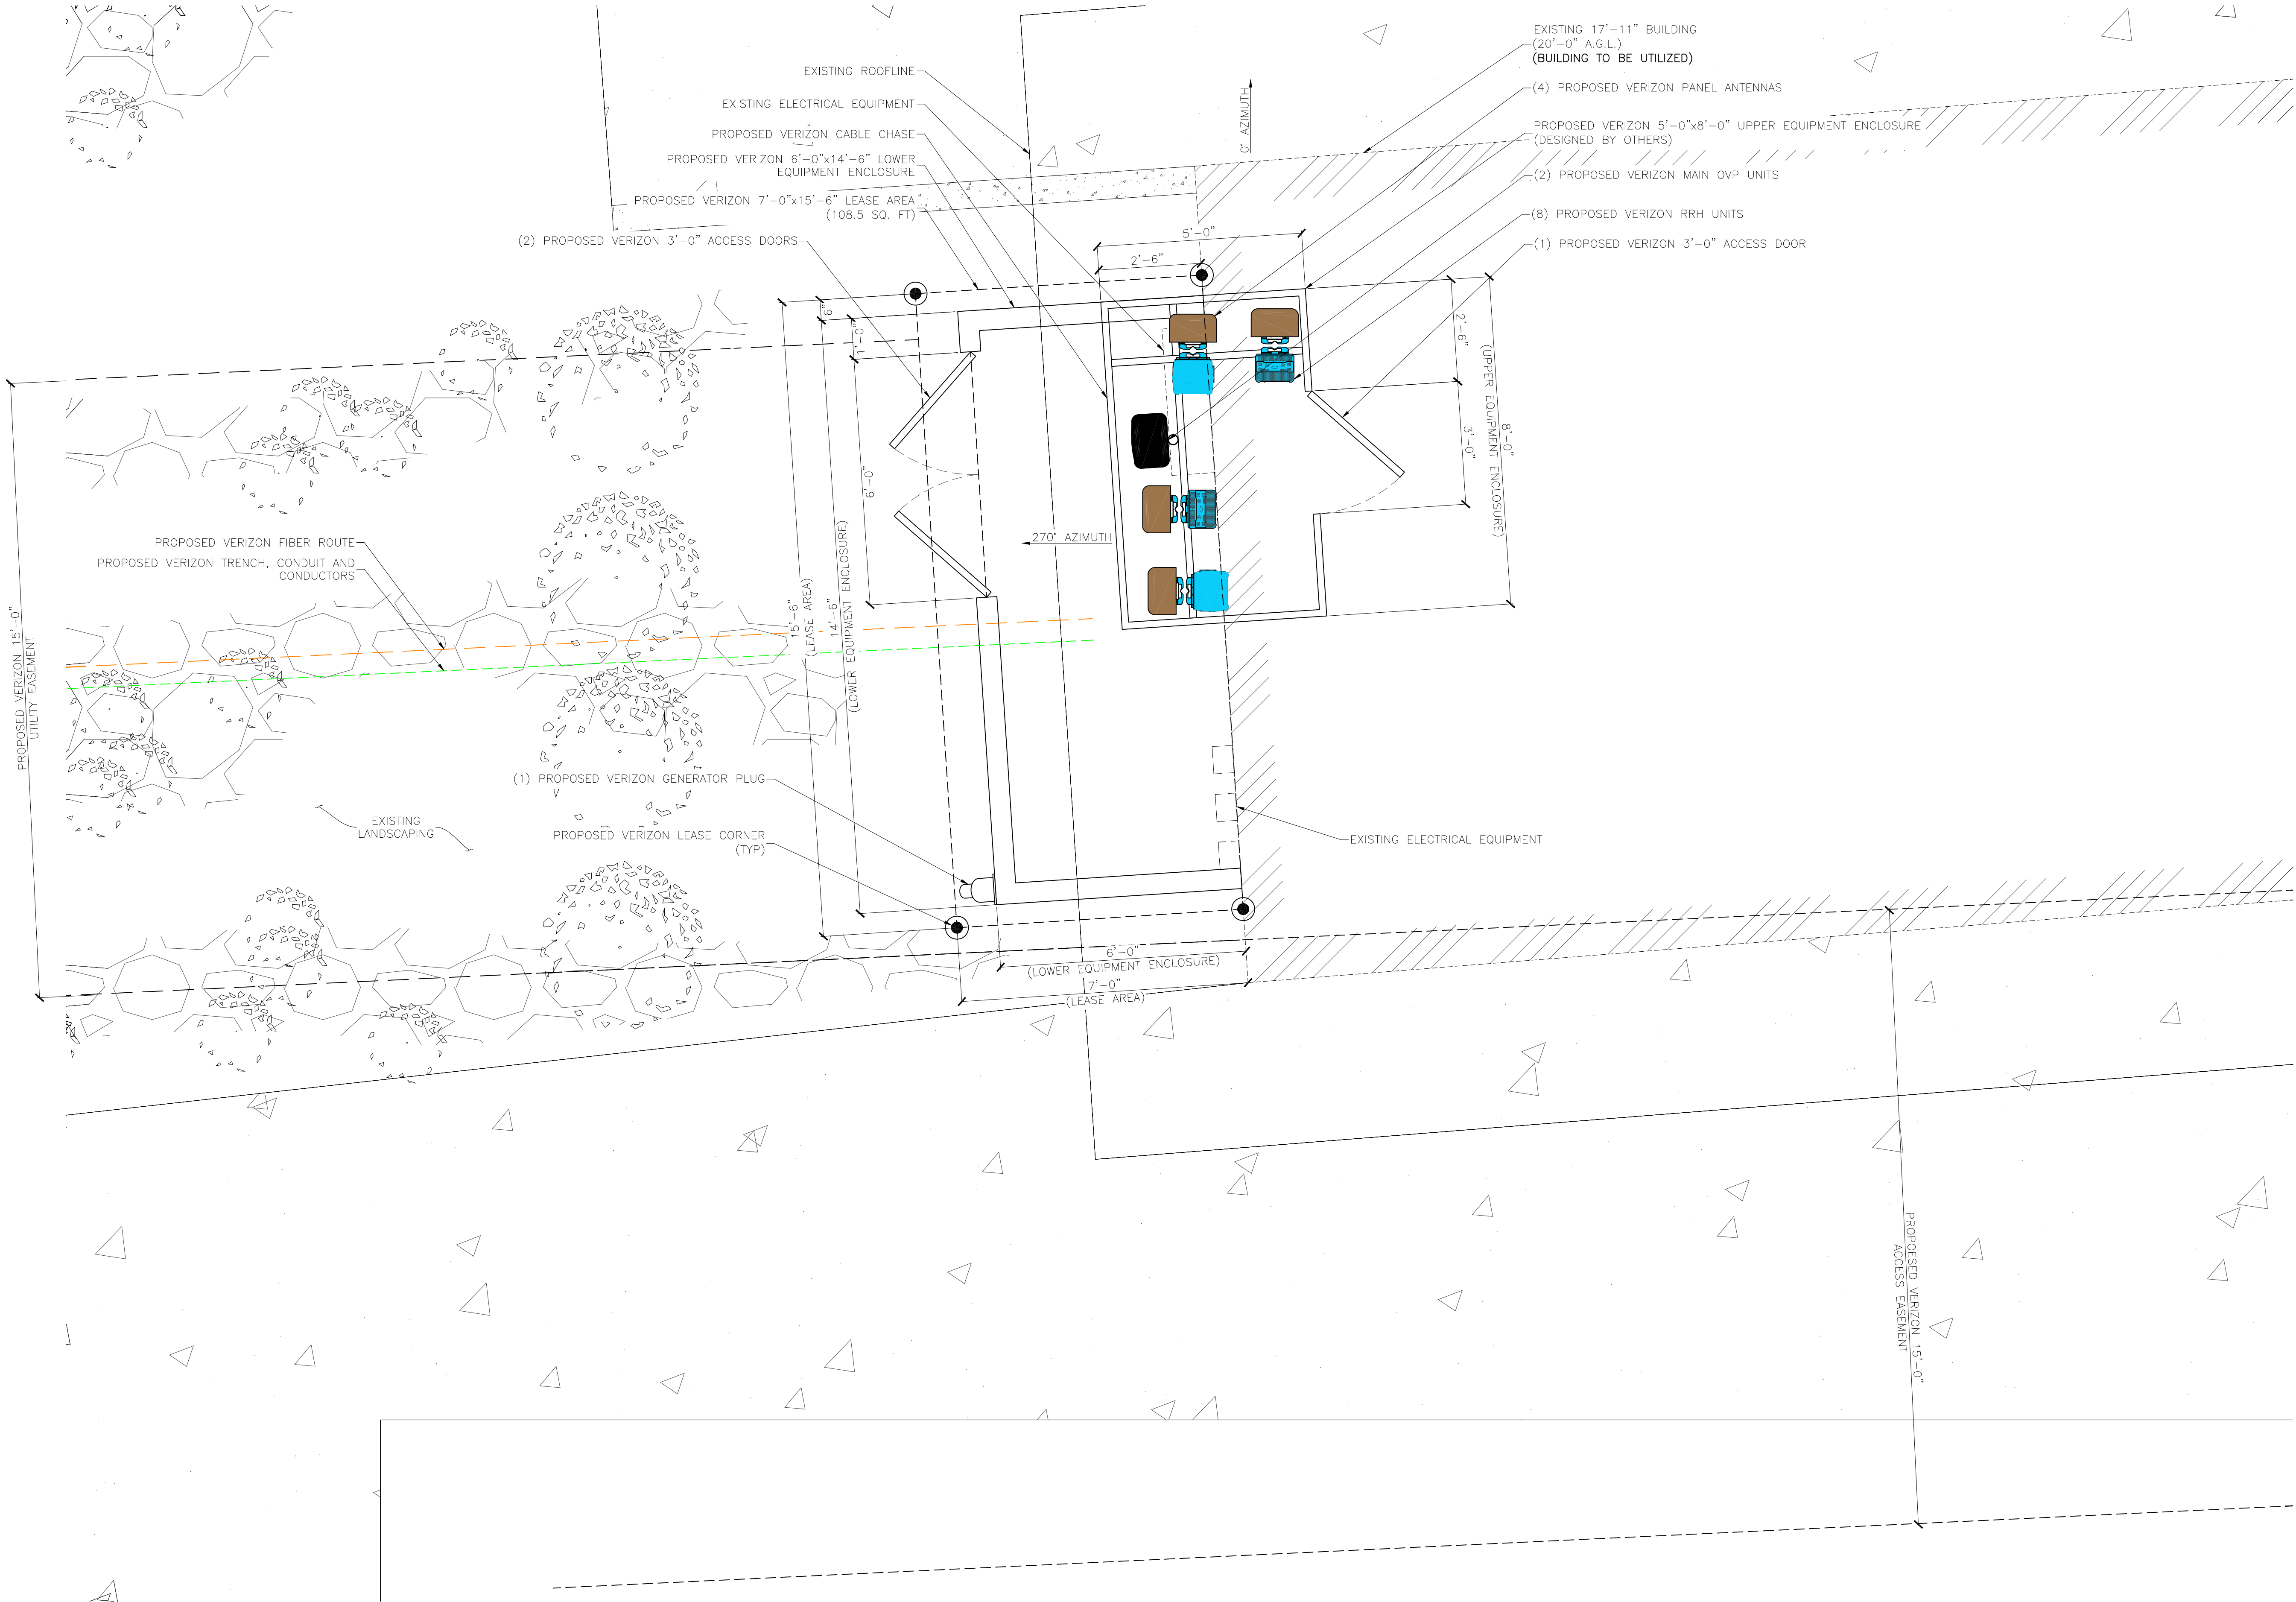 EXISTING ROOFLINE
EXISTING ELECTRICAL EQUIPMENT
PROPOSED VERIZON CABLE CHASE
PROPOSED VERIZON 6'-0"x14'-6" LOWER
EQUIPMENT ENCLOSURE
PROPOSED VERIZON 7'-0"x15'-6" LEASE AREA
(108.5 SQ. FT)
(2) PROPOSED VERIZON 3'-0" ACCESS DOORS
0° AZIMUTH
EXISTING 17'-11" BUILDING
(20'-0" A.G.L.)
(BUILDING TO BE UTILIZED)
(4) PROPOSED VERIZON PANEL ANTENNAS
PROPOSED VERIZON 5'-0"x8'-0" UPPER EQUIPMENT ENCLOSURE
(DESIGNED BY OTHERS)
(2) PROPOSED VERIZON MAIN OVP UNITS
(8) PROPOSED VERIZON RRH UNITS
(1) PROPOSED VERIZON 3'-0" ACCESS DOOR
5'-0"
2'-6"
6"
1'-0"
6'-0"
15'-6"
(LEASE AREA)
14'-6"
(LOWER EQUIPMENT ENCLOSURE)
2'-6"
3'-0"
8'-0"
(UPPER EQUIPMENT ENCLOSURE)
270° AZIMUTH
PROPOSED VERIZON FIBER ROUTE
PROPOSED VERIZON TRENCH, CONDUIT AND
CONDUCTORS
PROPOSED VERIZON 15'-0"
UTILITY EASEMENT
(1) PROPOSED VERIZON GENERATOR PLUG
EXISTING
LANDSCAPING
PROPOSED VERIZON LEASE CORNER
(TYP)
EXISTING ELECTRICAL EQUIPMENT
6'-0"
(LOWER EQUIPMENT ENCLOSURE)
7'-0"
(LEASE AREA)
PROPOESED VERIZON 15'-0"
ACCESS EASEMENT